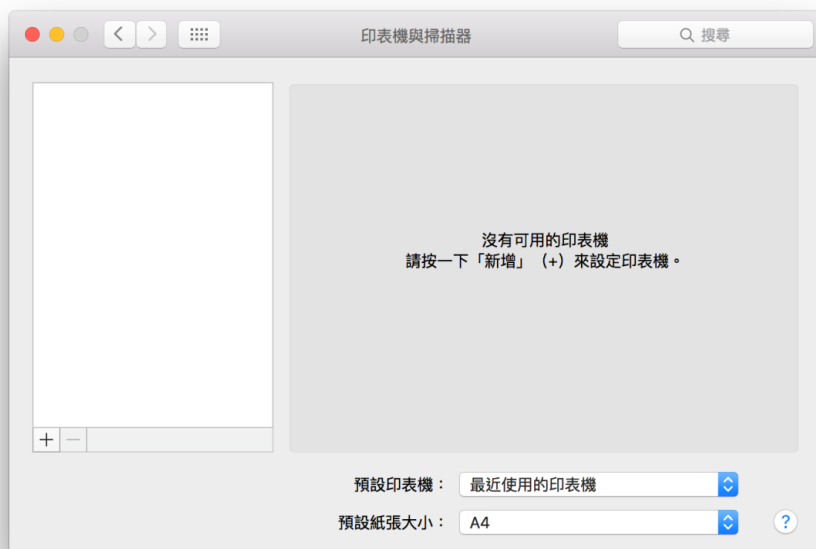 印表機與掃描器
搜尋
沒有可用的印表機
請按一下「新增」（+）來設定印表機。
預設印表機：
最近使用的印表機
預設紙張大小：
A4
?